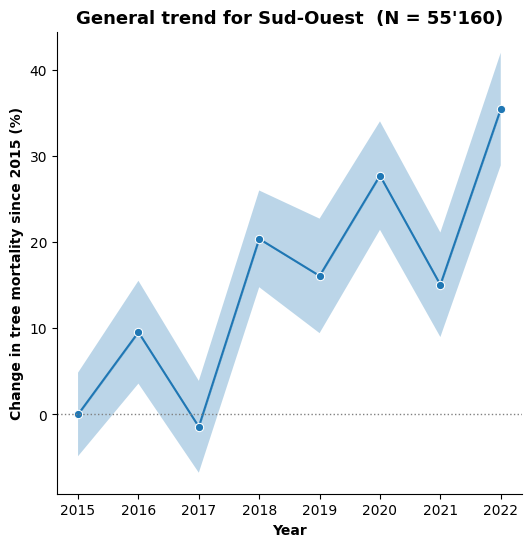 General trend for Sud-Ouest  (N = 55'160)
Change in tree mortality since 2015 (%)
40
30
20
10
0
2015 2016 2017 2018 2019 2020 2021 2022
Year